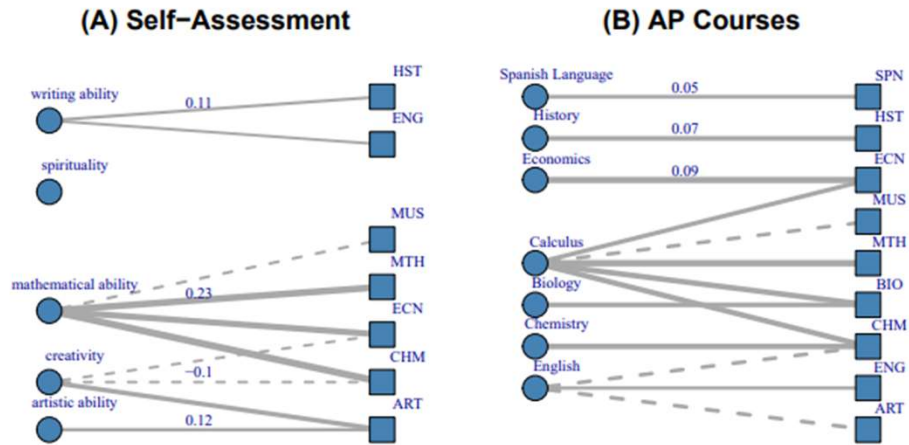 (A) Self−Assessment
writing ability
spirituality
mathematical ability
creativity
artistic ability
0.11
0.23
−0.1
0.12
HST
ENG
MUS
MTH
ECN
CHM
ART
(B) AP Courses
Spanish Language
History
Economics
Calculus
Biology
Chemistry
English
0.05
0.07
0.09
SPN
HST
ECN
MUS
MTH
BIO
CHM
ENG
ART